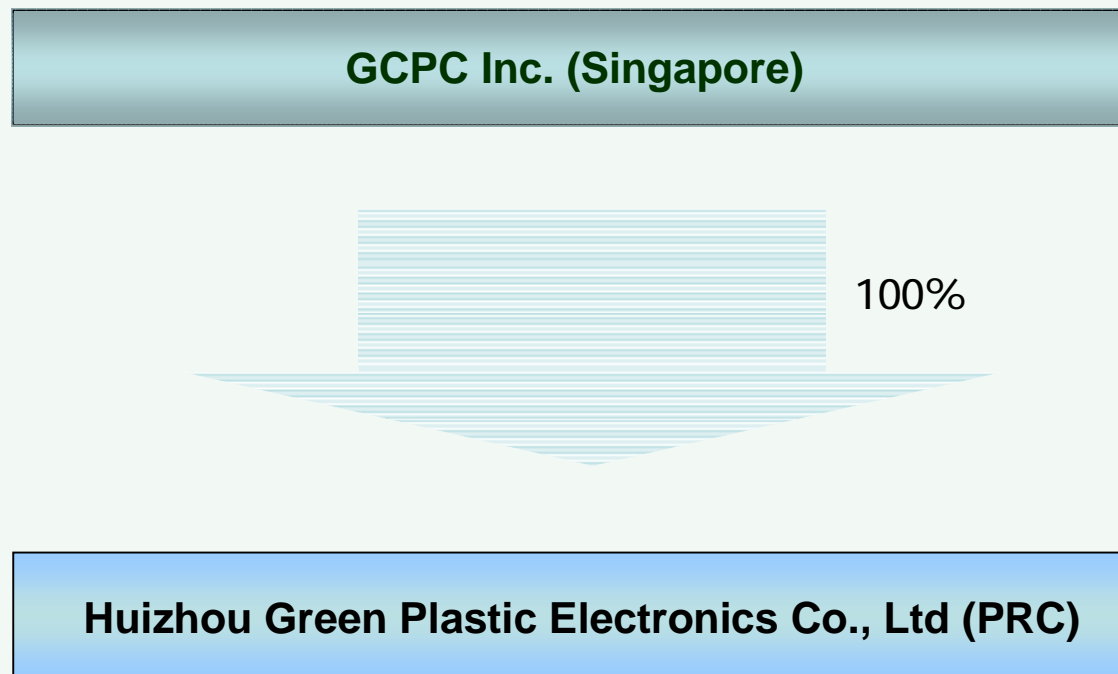 GCPC Inc. (Singapore)
100%
Huizhou Green Plastic Electronics Co., Ltd (PRC)